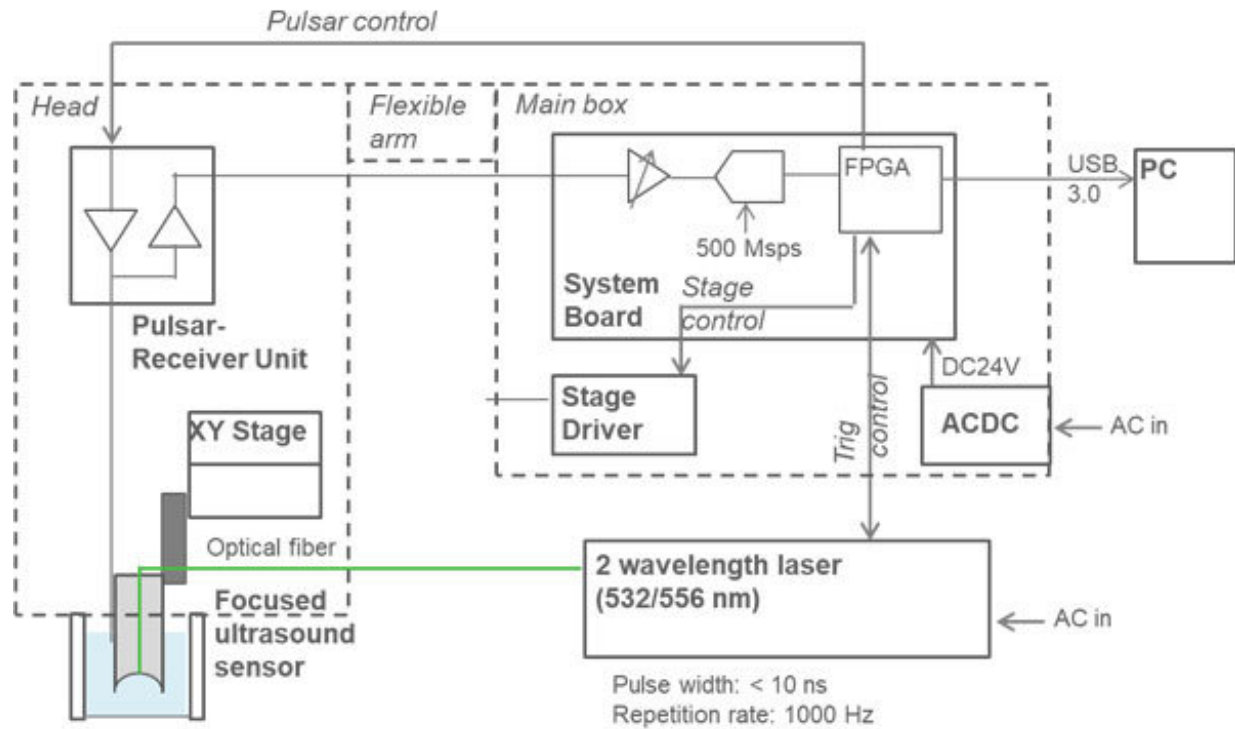 Pulsar control
Head
Flexible
arm
Main box
FPGA
USB
3.0
PC
500 Msps
System
Board
Stage
control
Pulsar-
Receiver Unit
DC24V
Stage
Driver
Trig
control
ACDC
AC in
XY Stage
Optical fiber
2 wavelength laser
(532/556 nm)
Focused
ultrasound
sensor
AC in
Pulse width: < 10 ns
Repetition rate: 1000 Hz